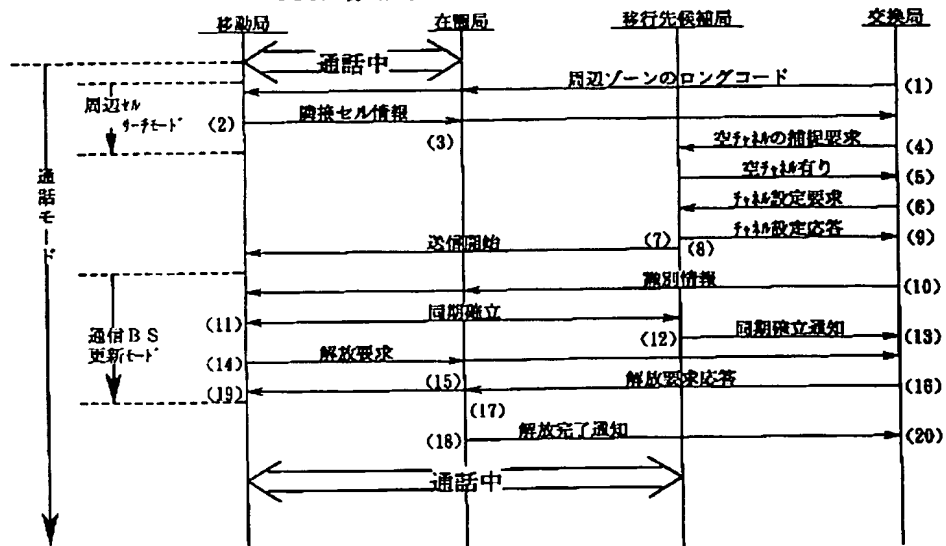 移動局 在圏局 移行先候補局 交換局
通話中
周辺ゾーンのロングコード (1)
周辺セル
サーチモード
(2) 隣接セル情報
(3) 空チャネルの捕捉要求 (4)
空チャネル有り (5)
通話モード
チャネル設定要求 (6)
送信開始 (7) (8) チャネル設定応答 (9)
識別情報 (10)
(11) 同期確立
通信BS
更新モード
(12) 同期確立通知 (13)
(14) 解放要求
(19) (15) 解放要求応答 (16)
(17)
(18) 解放完了通知 (20)
通話中